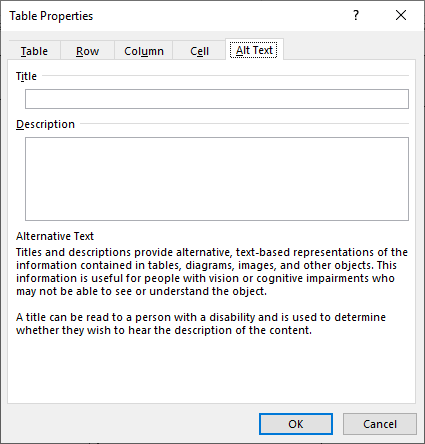 Table Properties ? ×
Table Row Column Cell Alt Text
Title
Description
Alternative Text
Titles and descriptions provide alternative, text-based representations of the
information contained in tables, diagrams, images, and other objects. This
information is useful for people with vision or cognitive impairments who
may not be able to see or understand the object.
A title can be read to a person with a disability and is used to determine
whether they wish to hear the description of the content.
OK Cancel